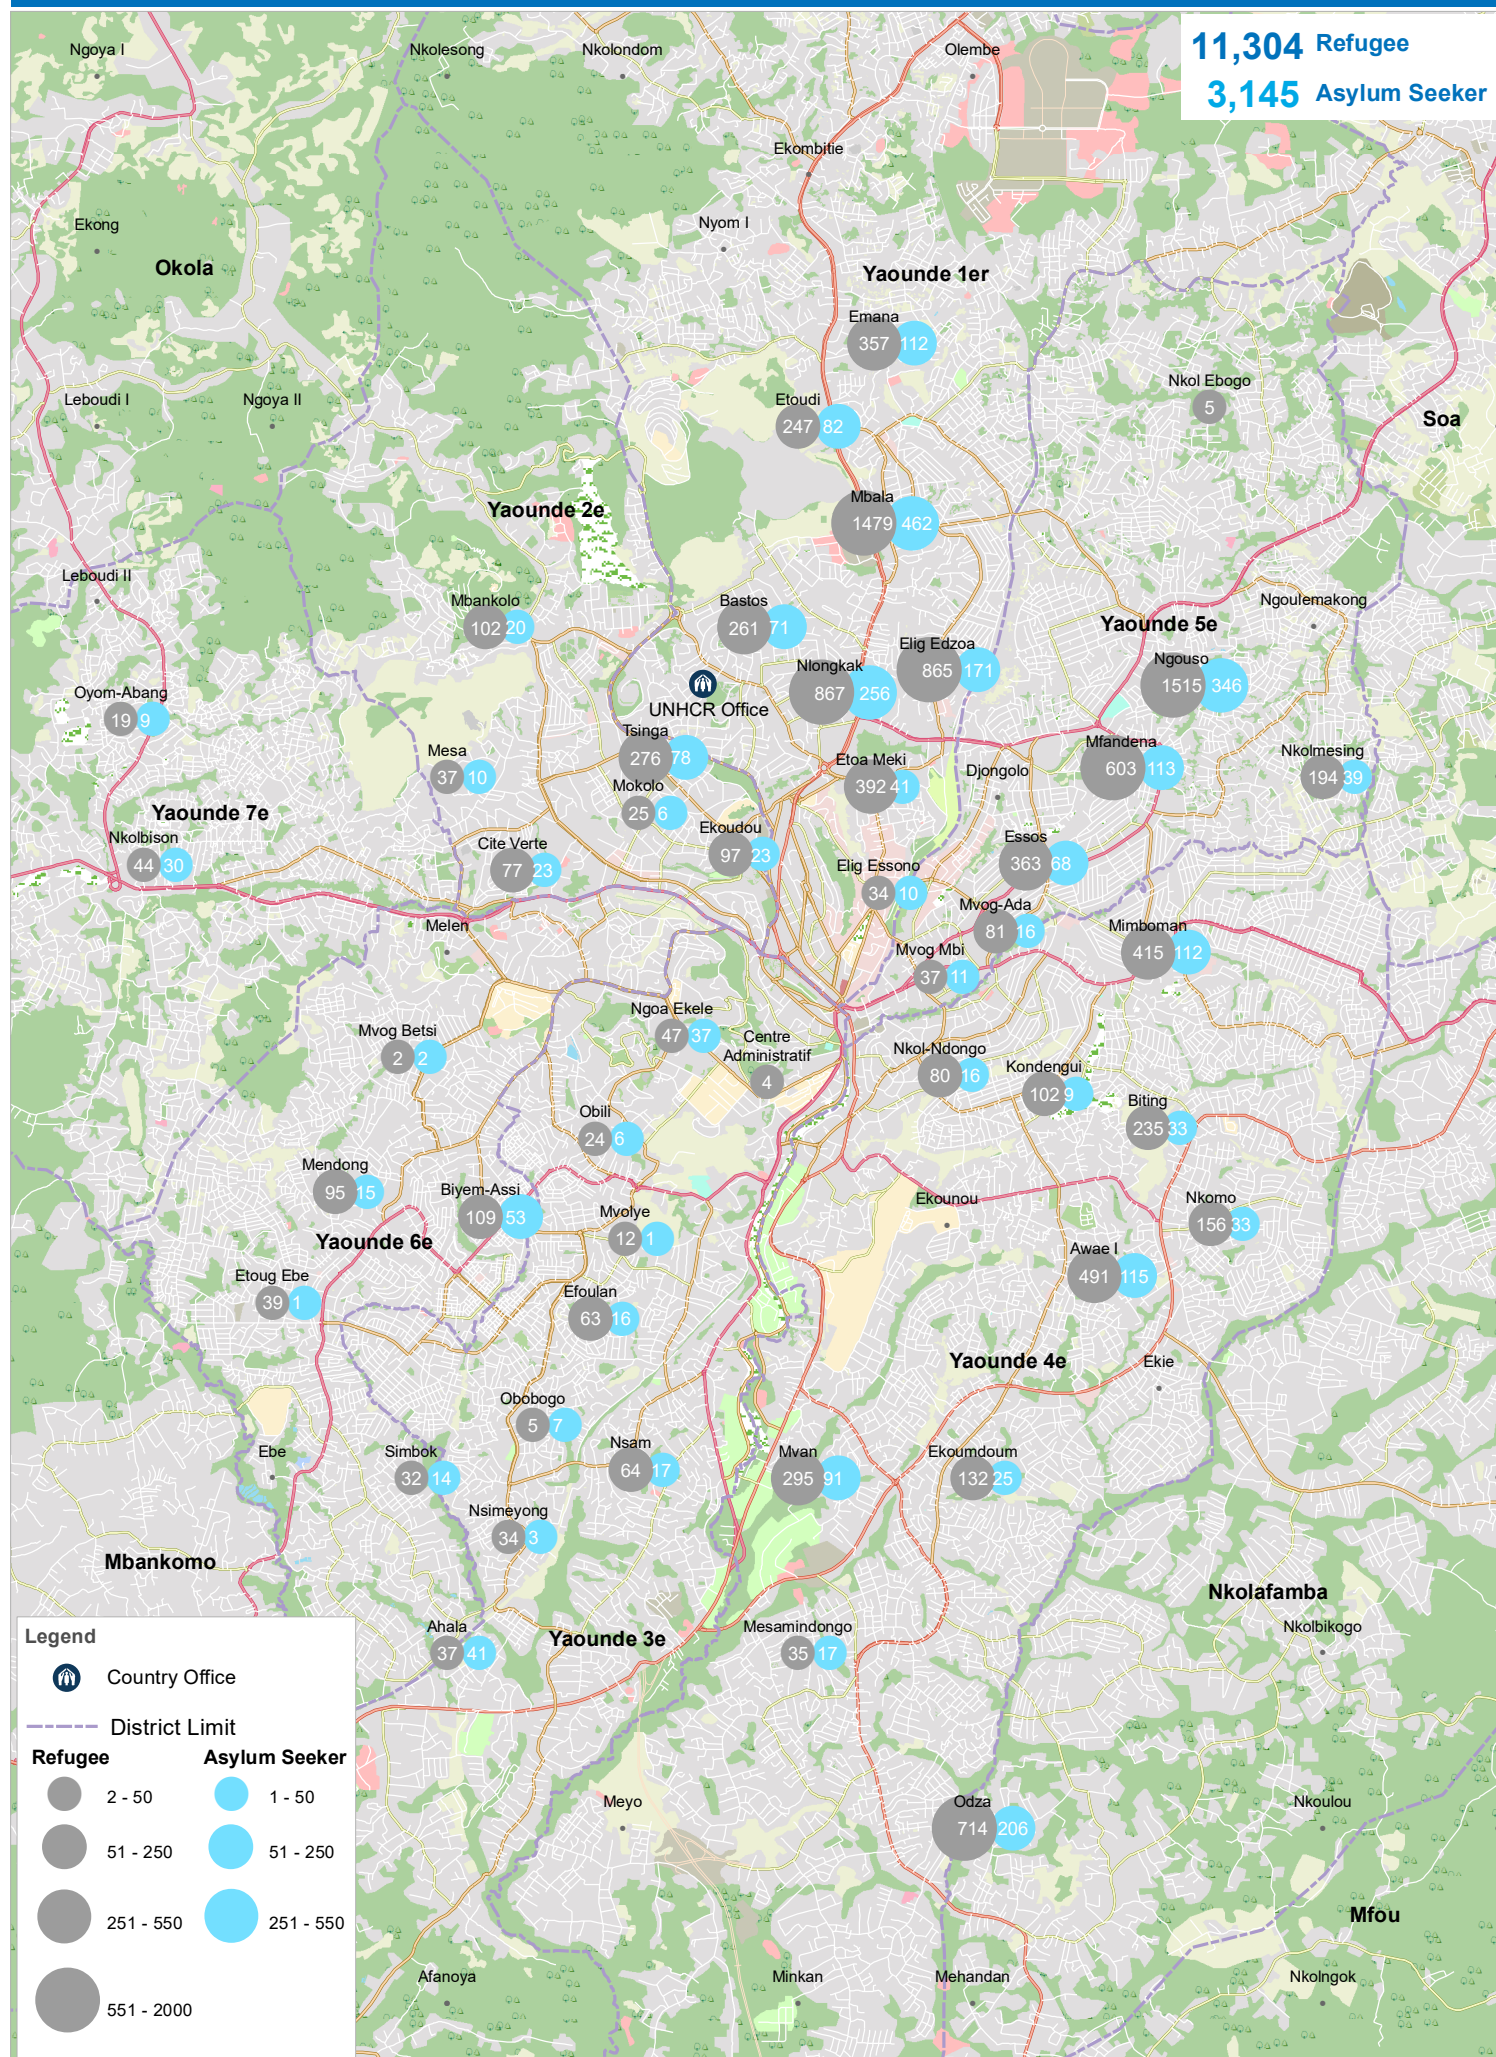 11,304 Refugee
3,145 Asylum Seeker
Ngoya I
Nkolesong
Nkolondom
Olembe
Ekombitie
Ekong
Nyom I
Okola
Yaounde 1er
Emana
357 112
Nkol Ebogo
5
Leboudi I
Ngoya II
Etoudi
247 82
Soa
Yaounde 2e
Mbala
1479 462
Leboudi II
Mbankolo
102 20
Bastos
261 71
Ngoulemakong
Yaounde 5e
Elig Edzoa
865 171
Ngouso
1515 346
Nlongkak
867 256
Oyom-Abang
19 9
UNHCR Office
Tsinga
276 78
Mesa
37 10
Etoa Meki
392 41
Djongolo
Mfandena
603 113
Nkolmesing
194 39
Mokolo
25 6
Yaounde 7e
Nkolbison
44 30
Cite Verte
77 23
Ekoudou
97 23
Elig Essono
34 10
Essos
363 68
Mvog-Ada
81 16
Melen
Mimboman
415 112
Mvog Mbi
37 11
Ngoa Ekele
47 37
Mvog Betsi
2 2
Centre
Administratif
4
Nkol-Ndongo
80 16
Kondengui
102 9
Biting
235 33
Obili
24 6
Mendong
95 15
Biyem-Assi
109 53
Mvolye
12 1
Ekounou
Nkomo
156 33
Yaounde 6e
Awae I
491 115
Etoug Ebe
39 1
Efoulan
63 16
Yaounde 4e
Ekie
Obobogo
5 7
Ebe
Simbok
32 14
Nsam
64 17
Mvan
295 91
Ekoumdoum
132 25
Nsimeyong
34 3
Mbankomo
Nkolafamba
Nkolbikogo
Ahala
37 41
Yaounde 3e
Mesamindongo
35 17
Meyo
Odza
714 206
Nkoulou
Mfou
Afanoya
Minkan
Mehandan
Nkolngok
Legend
Country Office
District Limit
Refugee Asylum Seeker
2 - 50 1 - 50
51 - 250 51 - 250
251 - 550 251 - 550
551 - 2000